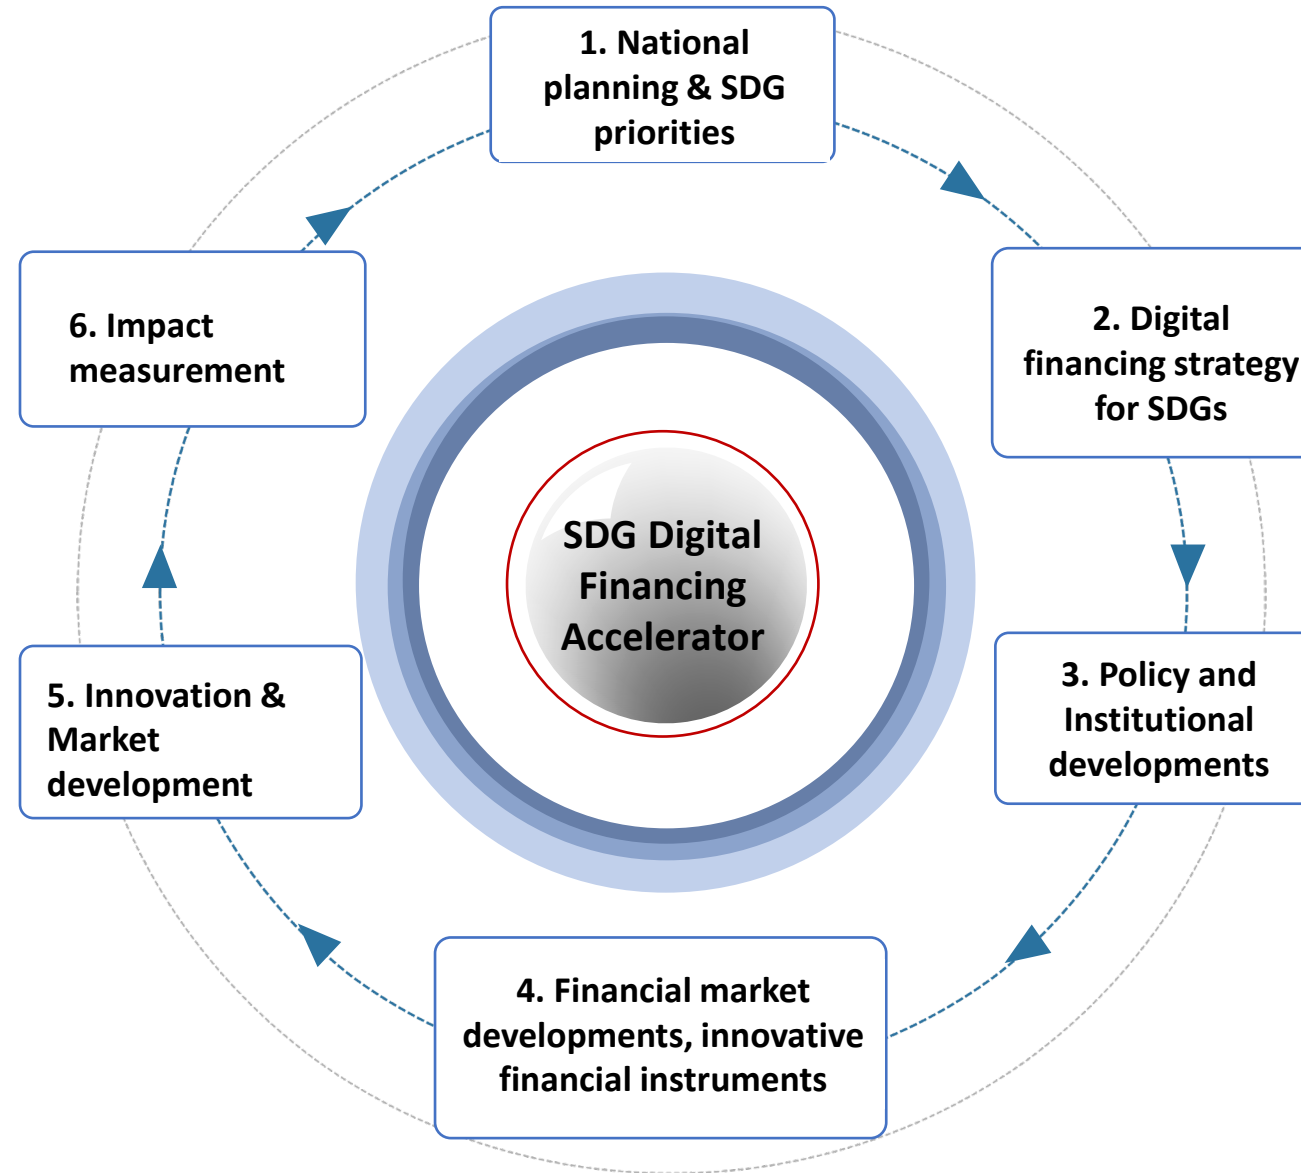 1. National
planning & SDG
priorities
2. Digital
financing strategy
for SDGs
3. Policy and
Institutional
developments
4. Financial market
developments, innovative
financial instruments
5. Innovation &
Market
development
6. Impact
measurement
SDG Digital
Financing
Accelerator